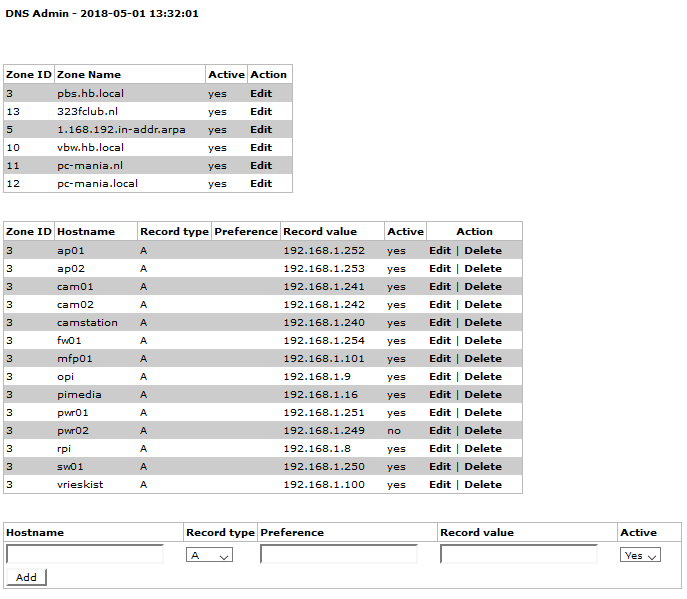 DNS Admin - 2018-05-01 13:32:01
Zone ID Zone Name Active Action
3 pbs.hb.local yes Edit
13 323fclub.nl yes Edit
5 1.168.192.in-addr.arpa yes Edit
10 vbw.hb.local yes Edit
11 pc-mania.nl yes Edit
12 pc-mania.local yes Edit
Zone ID Hostname Record type Preference Record value Active Action
3 ap01 A 192.168.1.252 yes Edit | Delete
3 ap02 A 192.168.1.253 yes Edit | Delete
3 cam01 A 192.168.1.241 yes Edit | Delete
3 cam02 A 192.168.1.242 yes Edit | Delete
3 camstation A 192.168.1.240 yes Edit | Delete
3 fw01 A 192.168.1.254 yes Edit | Delete
3 mfp01 A 192.168.1.101 yes Edit | Delete
3 opi A 192.168.1.9 yes Edit | Delete
3 pimedia A 192.168.1.16 yes Edit | Delete
3 pwr01 A 192.168.1.251 yes Edit | Delete
3 pwr02 A 192.168.1.249 no Edit | Delete
3 rpi A 192.168.1.8 yes Edit | Delete
3 sw01 A 192.168.1.250 yes Edit | Delete
3 vrieskist A 192.168.1.100 yes Edit | Delete
Hostname Record type Preference Record value Active
A Yes
Add